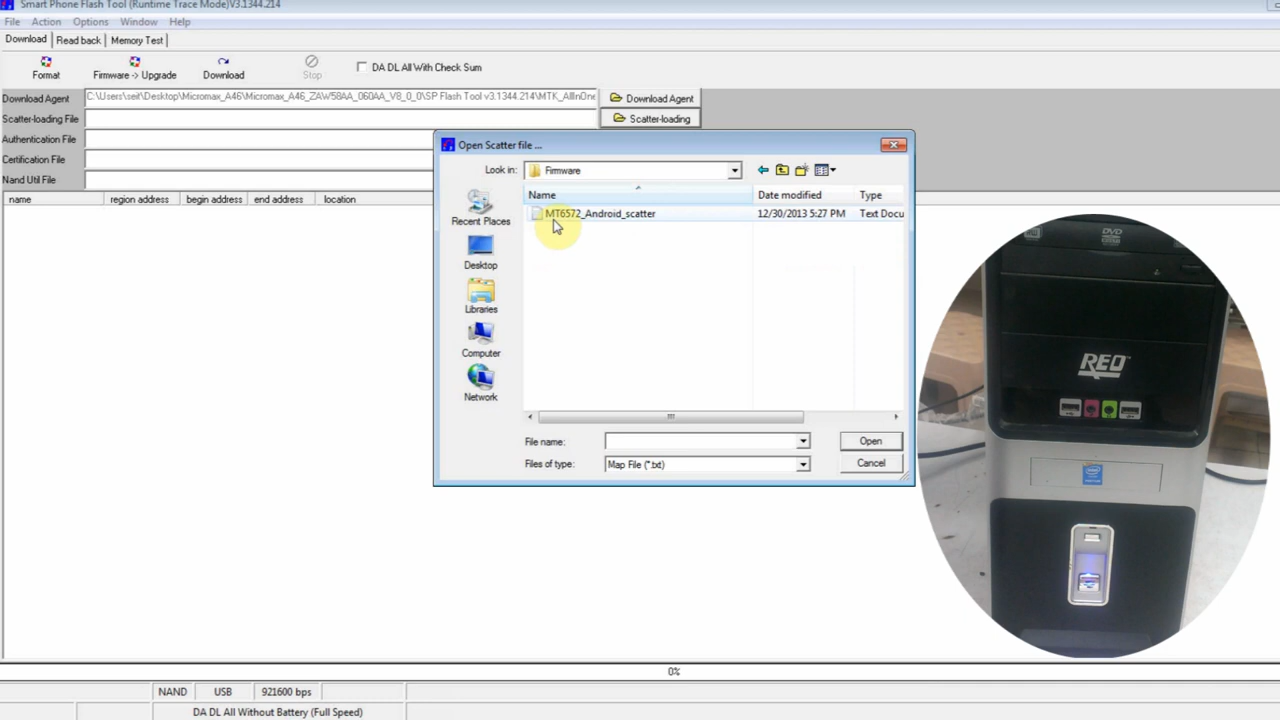 Smart Phone Flash Tool (Runtime Trace Mode)V3.1344.214
File Action Options Window Help
Download Read back Memory Test
Format Firmware -> Upgrade Download Stop DA DL All With Check Sum
Download Agent C:\Users\seit\Desktop\Micromax_A46\Micromax_A46_ZAW58AA_060AA_V8_0_0\SP Flash Tool v3.1344.214\MTK_AllInOne Download Agent
Scatter-loading File Scatter-loading
Authentication File
Certification File
Nand Util File
name region address begin address end address location
Open Scatter file ...
Look in: Firmware
Name Date modified Type
MT6572_Android_scatter 12/30/2013 5:27 PM Text Docu
Recent Places
Desktop
Libraries
Computer
Network
File name: Open
Files of type: Map File (*.txt) Cancel
DVD
RED
intel
0%
NAND USB 921600 bps
DA DL All Without Battery (Full Speed)